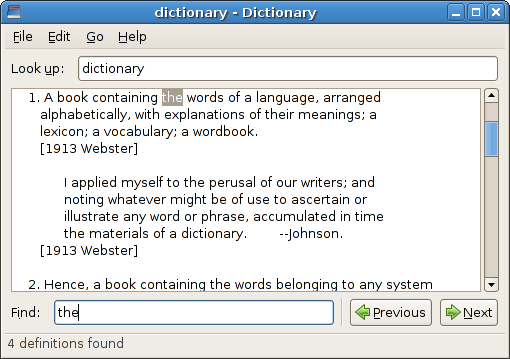 dictionary - Dictionary
File Edit Go Help
Look up: dictionary
1. A book containing the words of a language, arranged
alphabetically, with explanations of their meanings; a
lexicon; a vocabulary; a wordbook.
[1913 Webster]
I applied myself to the perusal of our writers; and
noting whatever might be of use to ascertain or
illustrate any word or phrase, accumulated in time
the materials of a dictionary. --Johnson.
[1913 Webster]
2. Hence, a book containing the words belonging to any system
Find: the Previous Next
4 definitions found